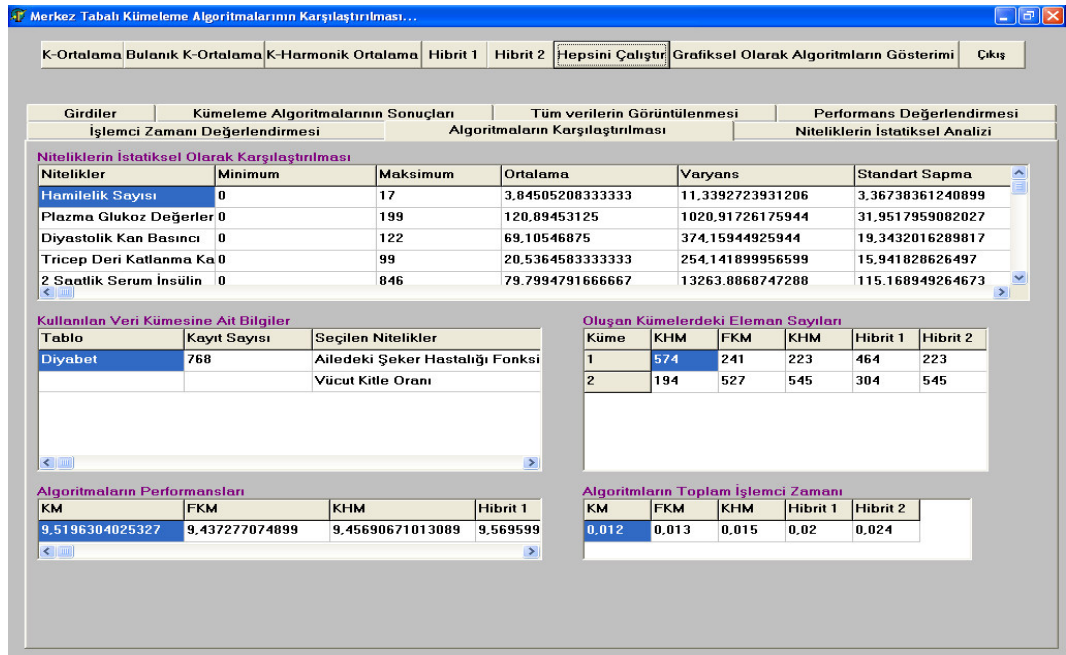 Merkez Tabalı Kümeleme Algoritmalarının Karşılaştırılması...
K-Ortalama Bulanık K-Ortalama K-Harmonik Ortalama Hibrit 1 Hibrit 2 Hepsini Çalıştır Grafiksel Olarak Algoritmların Gösterimi Çıkış
Girdiler Kümeleme Algoritmalarının Sonuçları Tüm verilerin Görüntülenmesi Performans Değerlendirmesi
İşlemci Zamanı Değerlendirmesi Algoritmaların Karşılaştırılması Niteliklerin İstatiksel Analizi
Niteliklerin İstatiksel Olarak Karşılaştırılması
Nitelikler Minimum Maksimum Ortalama Varyans Standart Sapma
Hamilelik Sayısı 0 17 3,84505208333333 11,3392723931206 3,36738361240899
Plazma Glukoz Değerler 0 199 120,89453125 1020,91726175944 31,9517959082027
Diyastolik Kan Basıncı 0 122 69,10546875 374,15944925944 19,3432016289817
Tricep Deri Katlanma Ka 0 99 20,5364583333333 254,141899956599 15,941828626497
2 Saatlik Serum İnsülin 0 846 79,7994791666667 13263,8868747288 115,168949264673
Kullanılan Veri Kümesine Ait Bilgiler
Tablo Kayıt Sayısı Seçilen Nitelikler
Diyabet 768 Ailedeki Şeker Hastalığı Fonksi
Vücut Kitle Oranı
Oluşan Kümelerdeki Eleman Sayıları
Küme KHM FKM KHM Hibrit 1 Hibrit 2
1 574 241 223 464 223
2 194 527 545 304 545
Algoritmaların Performansları
KM FKM KHM Hibrit 1
9,5196304025327 9,437277074899 9,45690671013089 9,569599
Algoritmların Toplam İşlemci Zamanı
KM FKM KHM Hibrit 1 Hibrit 2
0,012 0,013 0,015 0,02 0,024